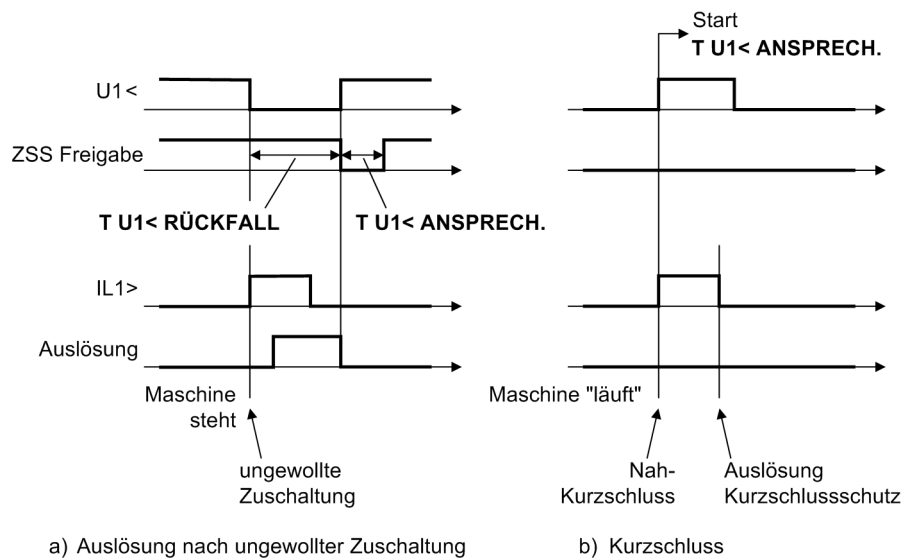 Start
T U1< ANSPRECH.
U1<
ZSS Freigabe
T U1< RÜCKFALL
T U1< ANSPRECH.
IL1>
Auslösung
Maschine
steht
Maschine "läuft"
ungewollte
Zuschaltung
Nah-
Kurzschluss
Auslösung
Kurzschlussschutz
a) Auslösung nach ungewollter Zuschaltung
b) Kurzschluss